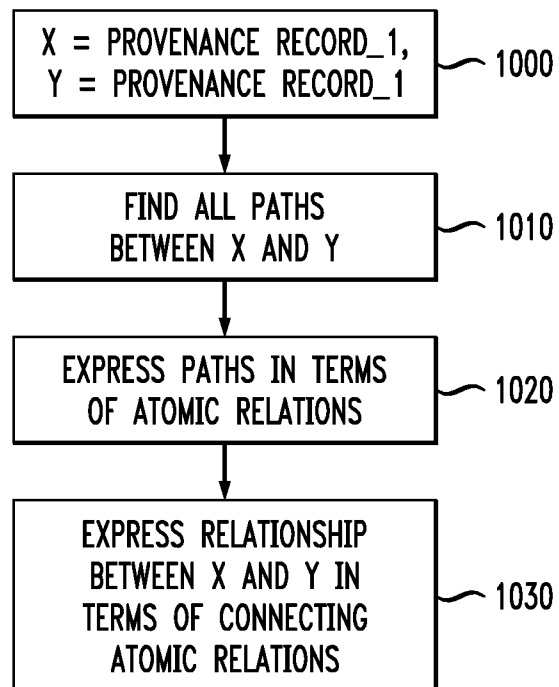 X = PROVENANCE RECORD_1,
Y = PROVENANCE RECORD_1
1000
FIND ALL PATHS
BETWEEN X AND Y
1010
EXPRESS PATHS IN TERMS
OF ATOMIC RELATIONS
1020
EXPRESS RELATIONSHIP
BETWEEN X AND Y IN
TERMS OF CONNECTING
ATOMIC RELATIONS
1030